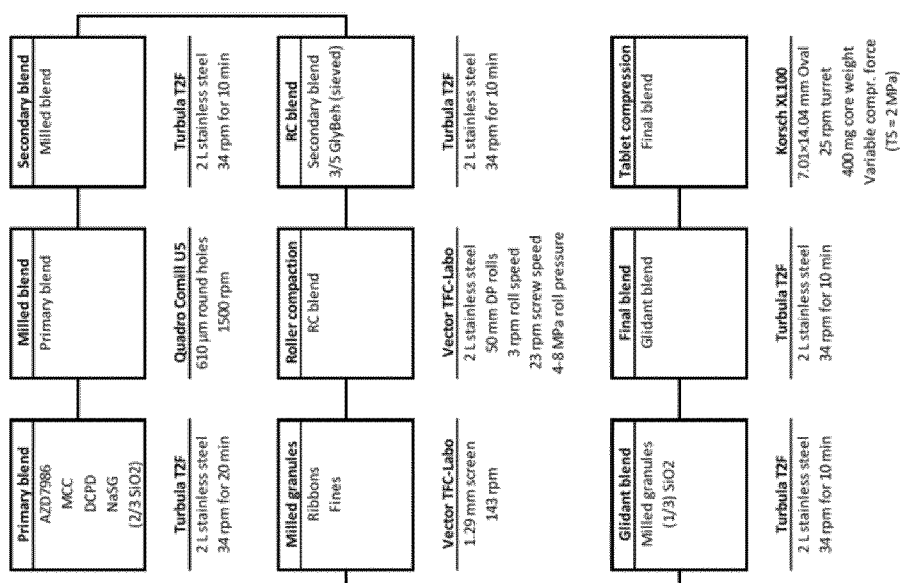 Primary blend
AZD7986
MCC
DCPD
NaSG
(2/3 SiO2)
Turbula T2F
2 L stainless steel
34 rpm for 20 min
Milled blend
Primary blend
Quadro Comill U5
610 µm round holes
1500 rpm
Secondary blend
Milled blend
Turbula T2F
2 L stainless steel
34 rpm for 10 min
Milled granules
Ribbons
Fines
Vector TFC-Labo
1.29 mm screen
143 rpm
Roller compaction
RC blend
Vector TFC-Labo
2 L stainless steel
50 mm DP rolls
3 rpm roll speed
23 rpm screw speed
4-8 MPa roll pressure
RC blend
Secondary blend
3/5 GlyBeh (sieved)
Turbula T2F
2 L stainless steel
34 rpm for 10 min
Glidant blend
Milled granules
(1/3) SiO2
Turbula T2F
2 L stainless steel
34 rpm for 10 min
Final blend
Glidant blend
Turbula T2F
2 L stainless steel
34 rpm for 10 min
Tablet compression
Final blend
Korsch XL100
7.01×14.04 mm Oval
25 rpm turret
400 mg core weight
Variable compr. force
(TS = 2 MPa)